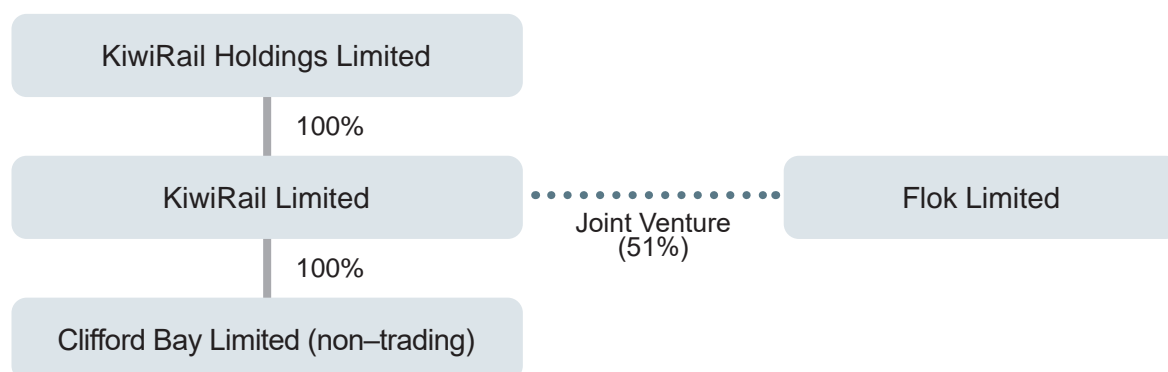 KiwiRail Holdings Limited
100%
KiwiRail Limited
Joint Venture
(51%)
Flok Limited
100%
Clifford Bay Limited (non–trading)